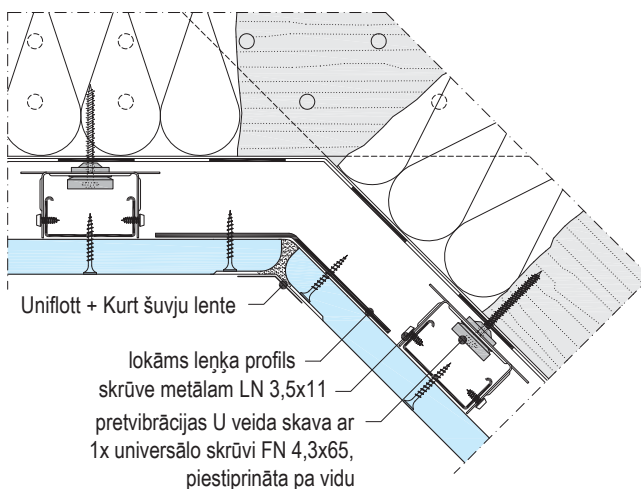 Uniflott + Kurt šuvju lente
lokāms leņķa profils
skrūve metālam LN 3,5x11
pretvibrācijas U veida skava ar
1x universālo skrūvi FN 4,3x65,
piestiprināta pa vidu